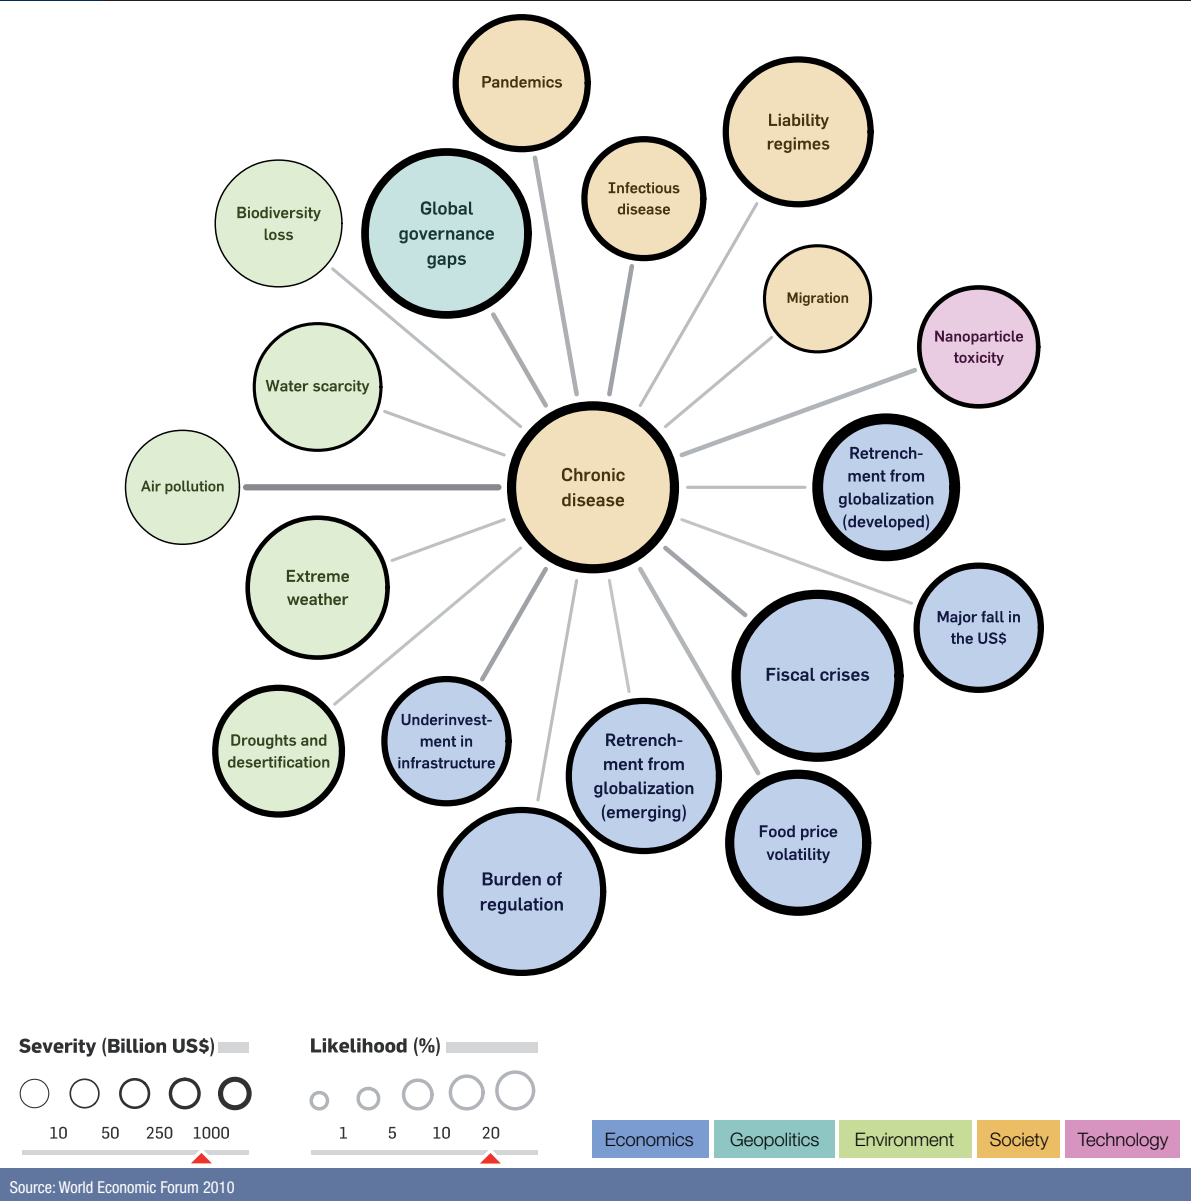 Pandemics
Liability
regimes
Infectious
disease
Global
governance
gaps
Biodiversity
loss
Migration
Nanoparticle
toxicity
Water scarcity
Retrench-
ment from
globalization
(developed)
Chronic
disease
Air pollution
Extreme
weather
Major fall in
the US$
Fiscal crises
Underinvest-
ment in
infrastructure
Droughts and
desertification
Retrench-
ment from
globalization
(emerging)
Food price
volatility
Burden of
regulation
Severity (Billion US$)
10 50 250 1000
Likelihood (%)
1 5 10 20
Economics Geopolitics Environment Society Technology
Source: World Economic Forum 2010